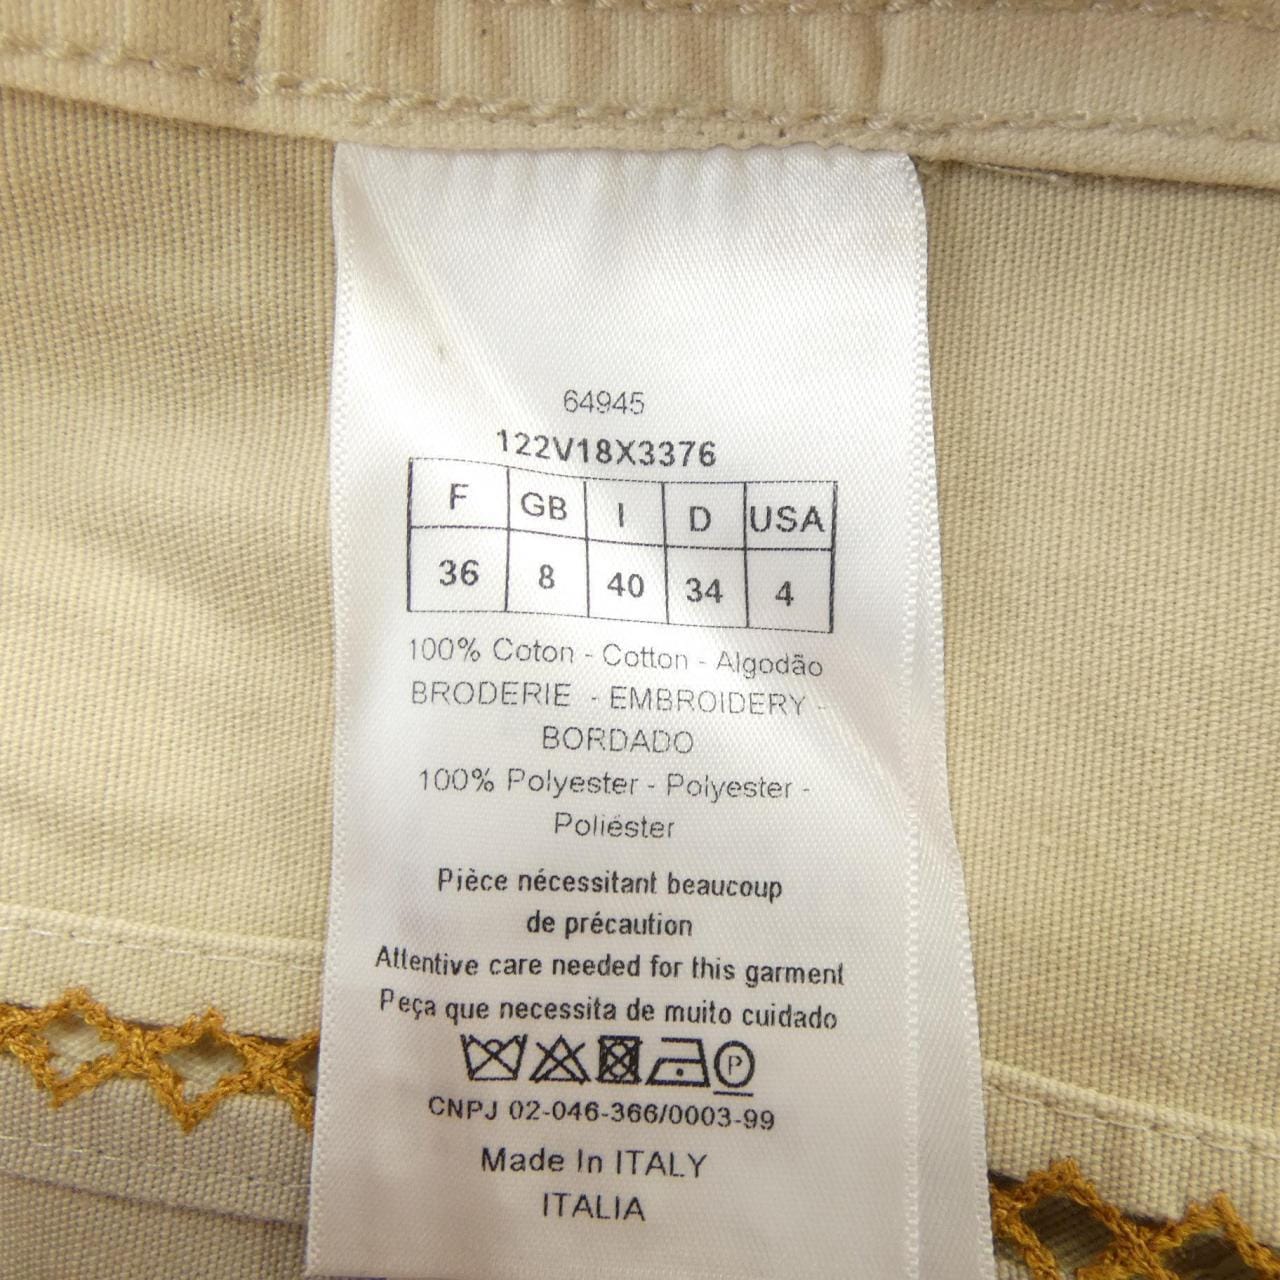 64945
122V18X3376
F GB I D USA
36 8 40 34 4
100% Coton - Cotton - Algodão
BRODERIE - EMBROIDERY -
BORDADO
100% Polyester - Polyester -
Poliéster
Pièce nécessitant beaucoup
de précaution
Attentive care needed for this garment
Peça que necessita de muito cuidado
P
CNPJ 02-046-366/0003-99
Made In ITALY
ITALIA